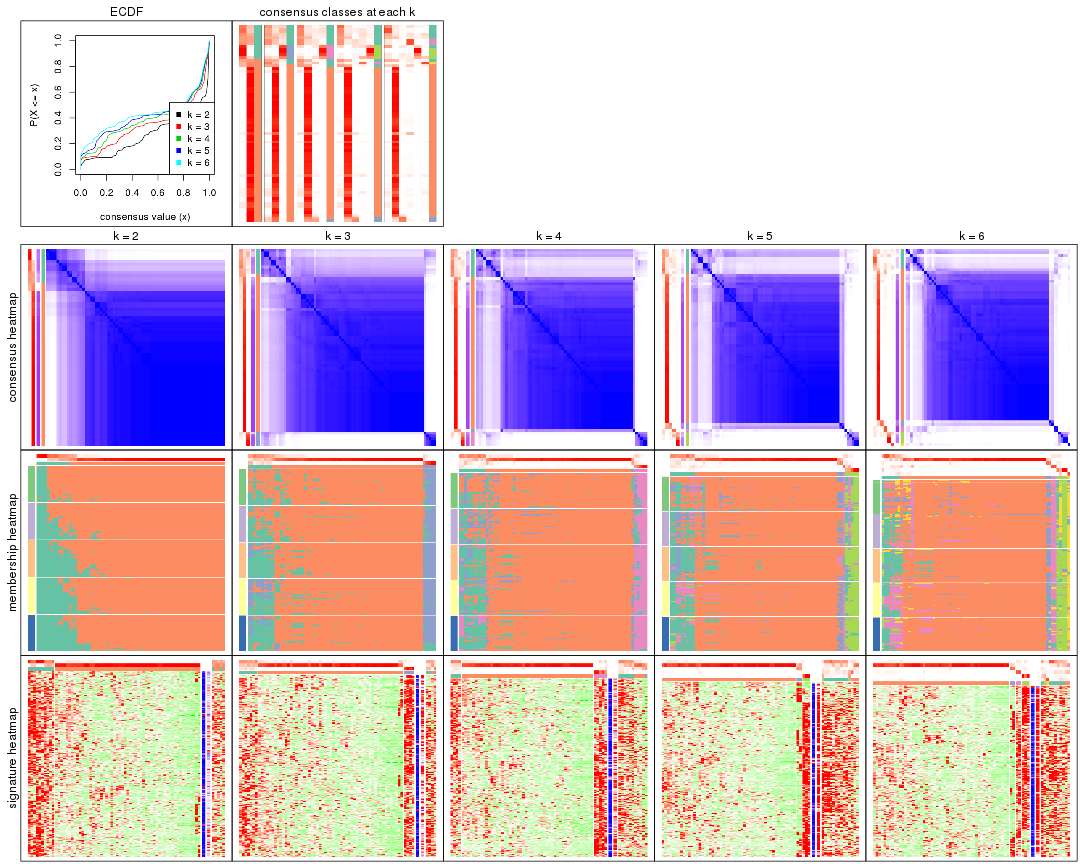 ECDF
consensus classes at each k
P(X <= x)
0.0 0.2 0.4 0.6 0.8 1.0
k = 2
k = 3
k = 4
k = 5
k = 6
0.0 0.2 0.4 0.6 0.8 1.0
consensus value (x)
k = 2
k = 3
k = 4
k = 5
k = 6
consensus heatmap
membership heatmap
signature heatmap